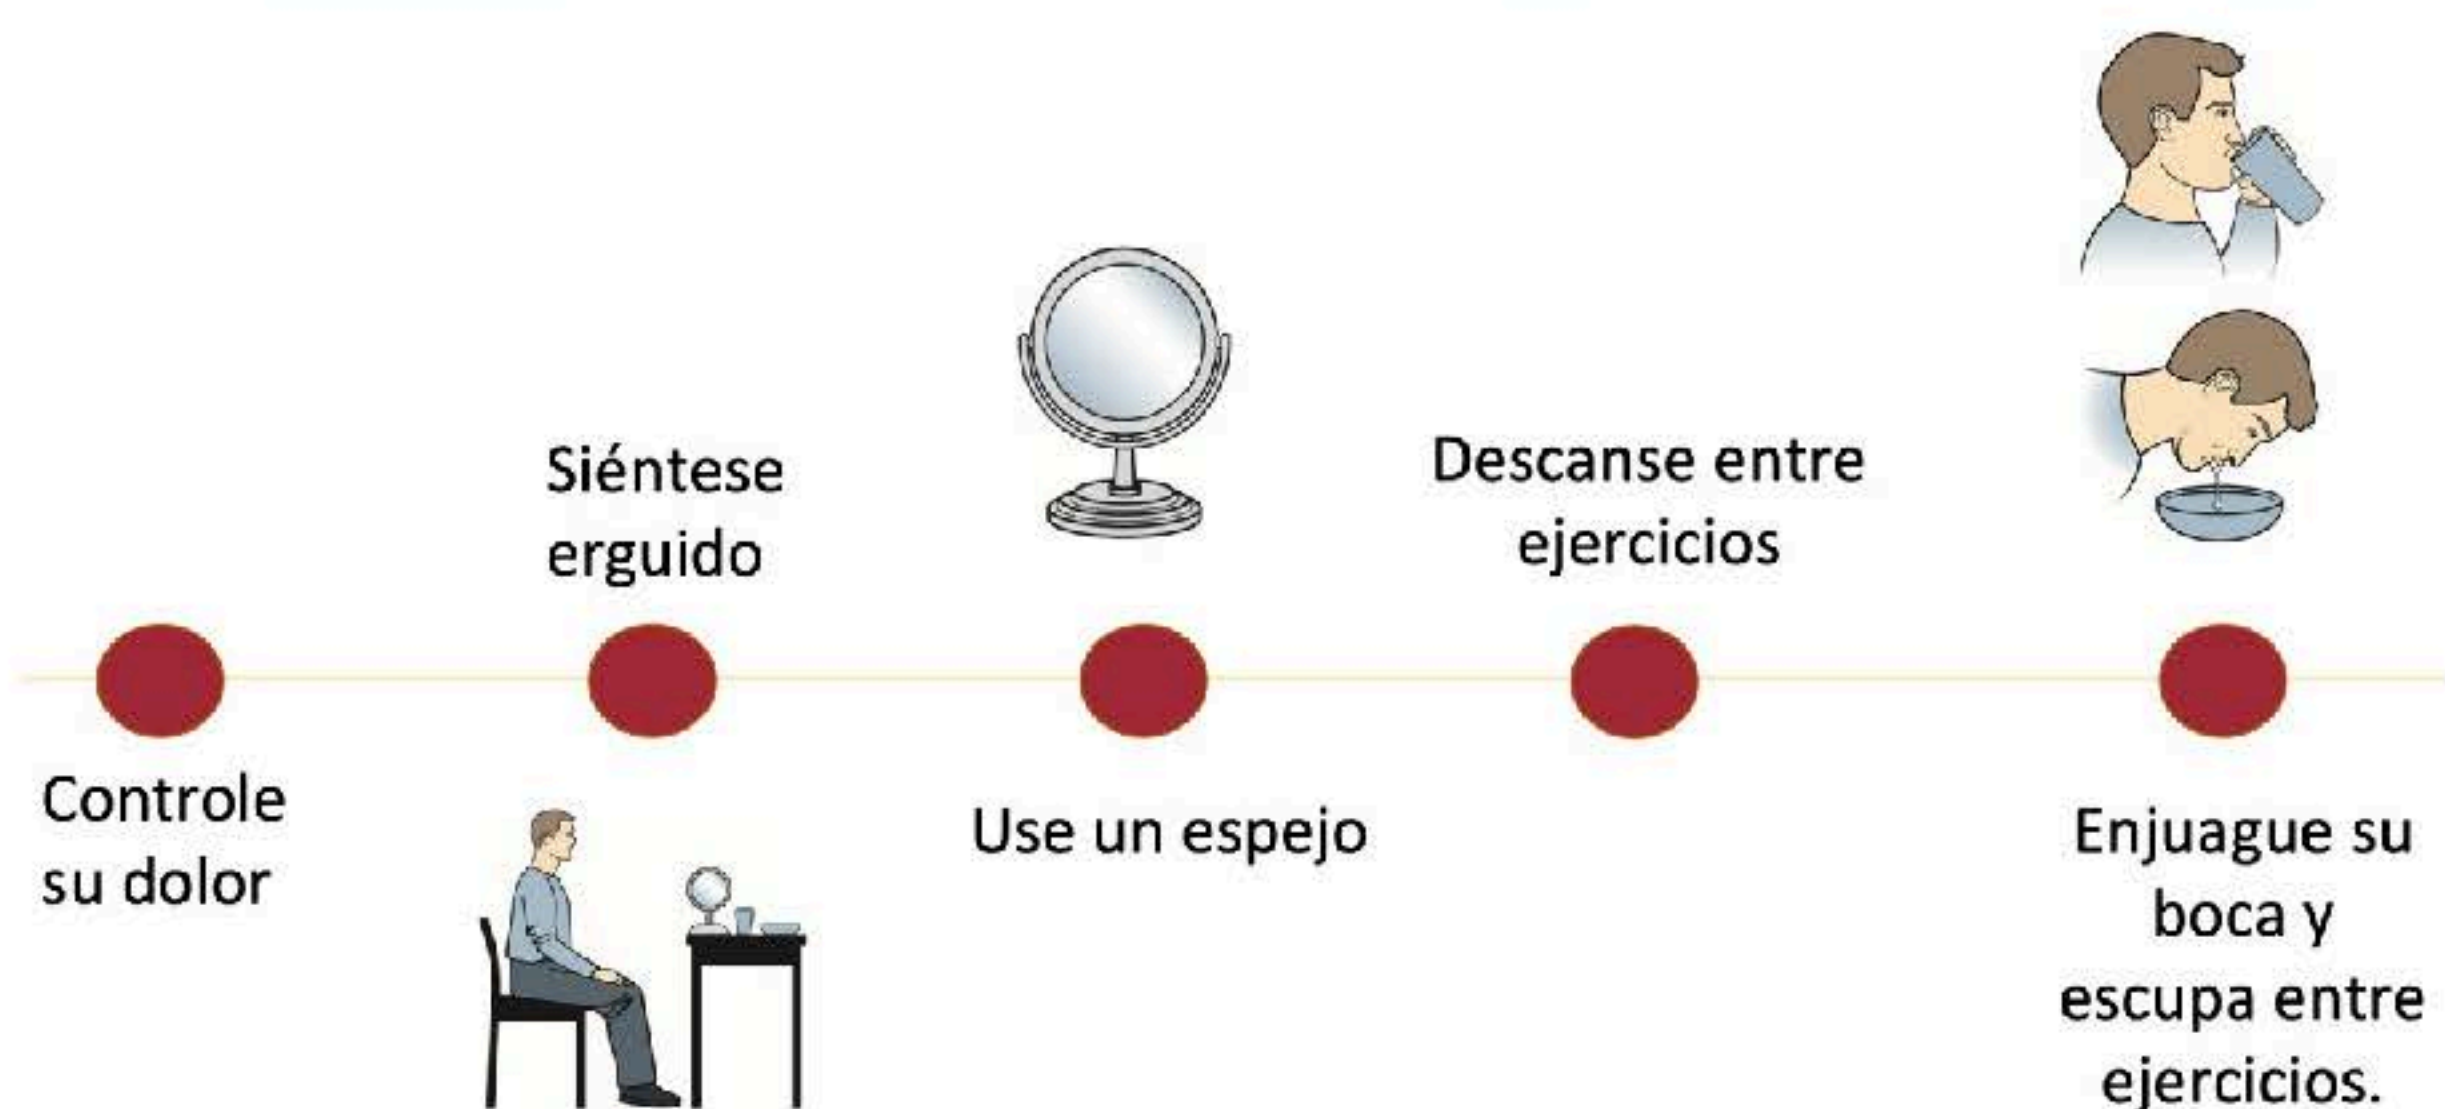 Controle
su dolor
Siéntese
erguido
Use un espejo
Descanse entre
ejercicios
Enjuague su
boca y
escupa entre
ejercicios.